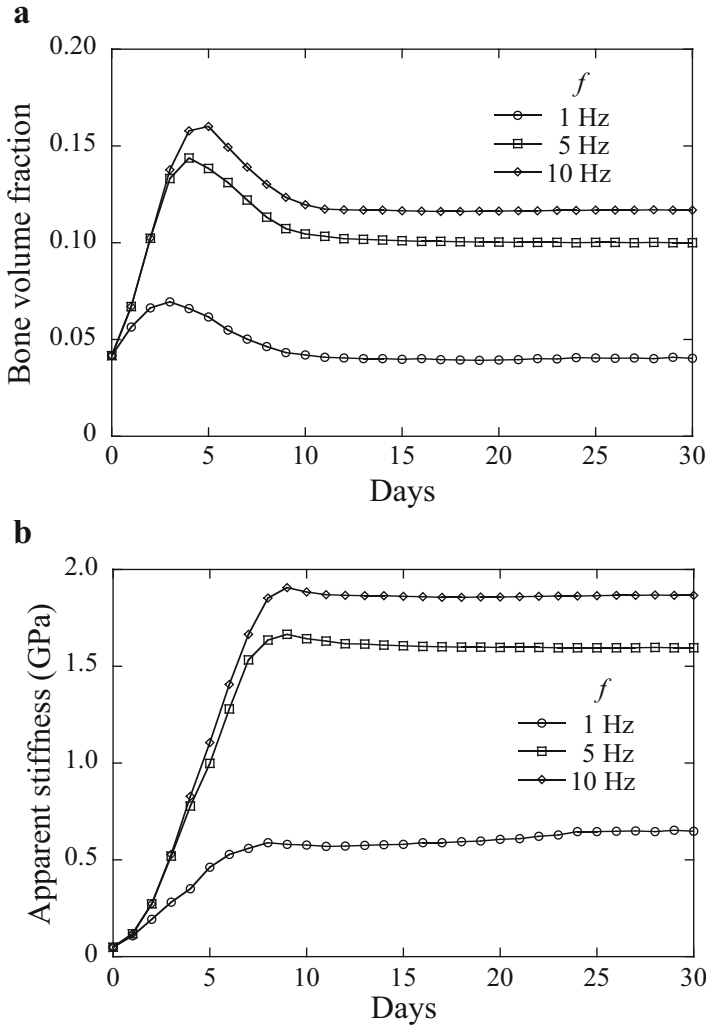 a
0.20
0.15
0.10
0.05
0
Bone volume fraction
f
1 Hz
5 Hz
10 Hz
0 5 10 15 20 25 30
Days
b
2.0
1.5
1.0
0.5
0
Apparent stiffness (GPa)
f
1 Hz
5 Hz
10 Hz
0 5 10 15 20 25 30
Days